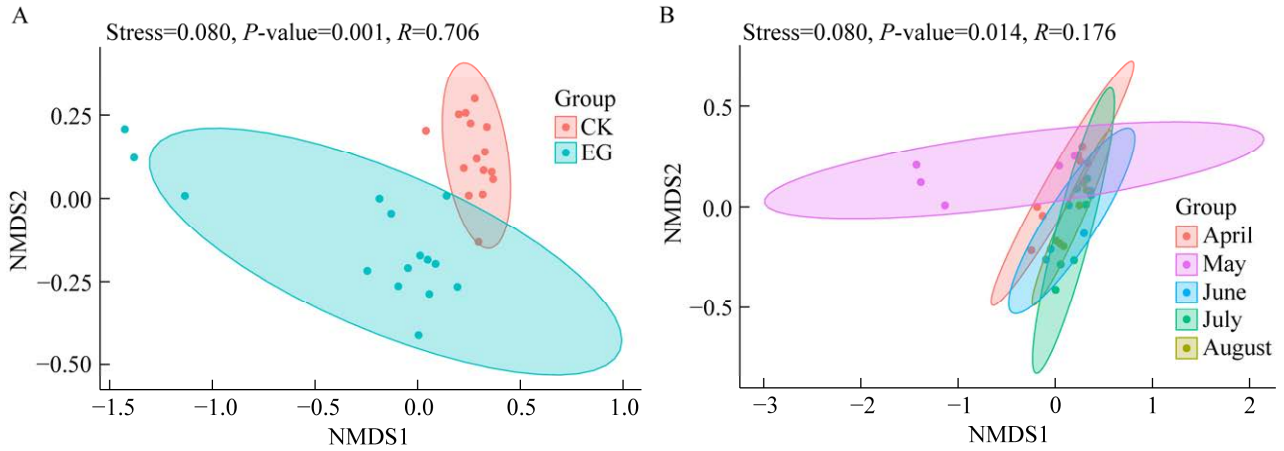 A
Stress=0.080, P-value=0.001, R=0.706
NMDS2
0.25
0.00
−0.25
−0.50
−1.5 −1.0 −0.5 0.0 0.5 1.0
NMDS1
Group
CK
EG
B
Stress=0.080, P-value=0.014, R=0.176
NMDS2
0.5
0.0
−0.5
−3 −2 −1 0 1 2
NMDS1
Group
April
May
June
July
August